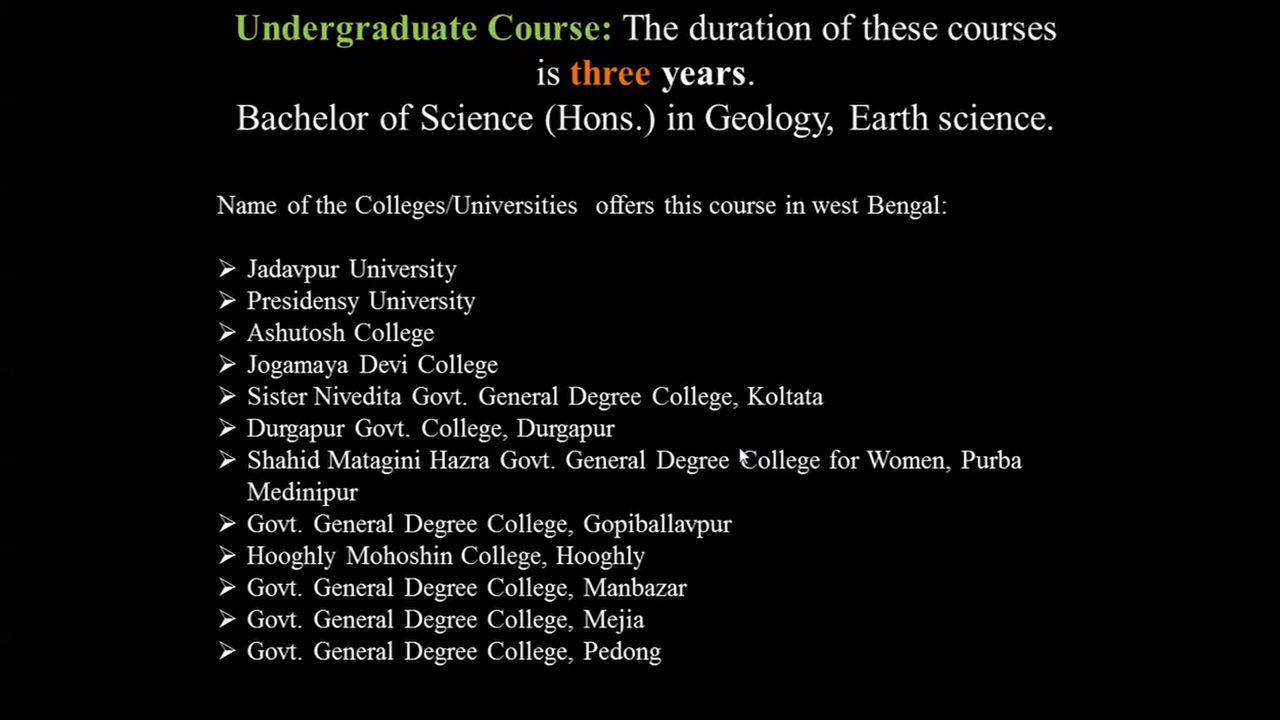 Undergraduate Course: The duration of these courses
is three years.
Bachelor of Science (Hons.) in Geology, Earth science.
Name of the Colleges/Universities offers this course in west Bengal:
➢ Jadavpur University
➢ Presidensy University
➢ Ashutosh College
➢ Jogamaya Devi College
➢ Sister Nivedita Govt. General Degree College, Koltata
➢ Durgapur Govt. College, Durgapur
➢ Shahid Matagini Hazra Govt. General Degree College for Women, Purba
Medinipur
➢ Govt. General Degree College, Gopiballavpur
➢ Hooghly Mohoshin College, Hooghly
➢ Govt. General Degree College, Manbazar
➢ Govt. General Degree College, Mejia
➢ Govt. General Degree College, Pedong